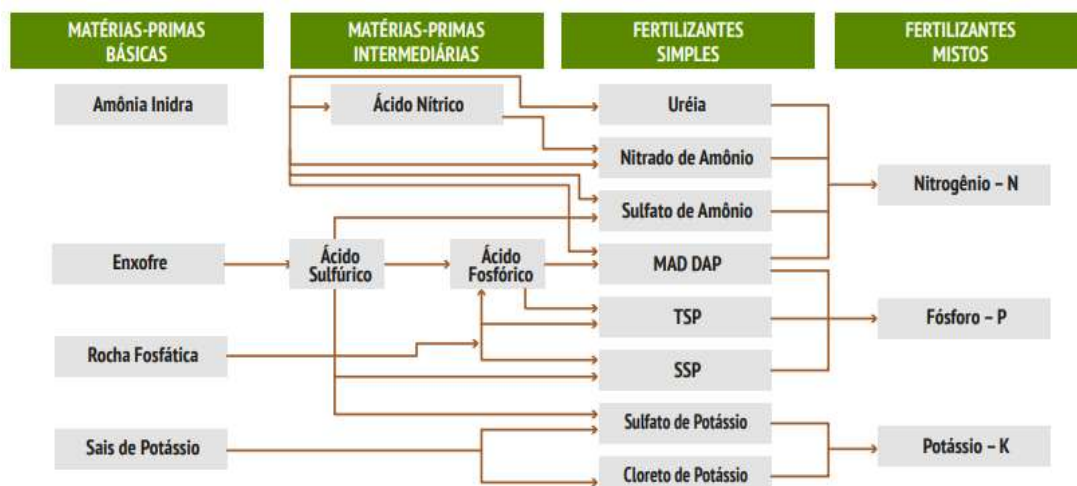 MATÉRIAS-PRIMAS
BÁSICAS
MATÉRIAS-PRIMAS
INTERMEDIÁRIAS
FERTILIZANTES
SIMPLES
FERTILIZANTES
MISTOS
Amônia Inidra
Ácido Nítrico
Uréia
Nitrado de Amônio
Nitrogênio – N
Sulfato de Amônio
Enxofre
Ácido
Sulfúrico
Ácido
Fosfórico
MAD DAP
TSP
Fósforo – P
Rocha Fosfática
SSP
Sulfato de Potássio
Sais de Potássio
Potássio – K
Cloreto de Potássio